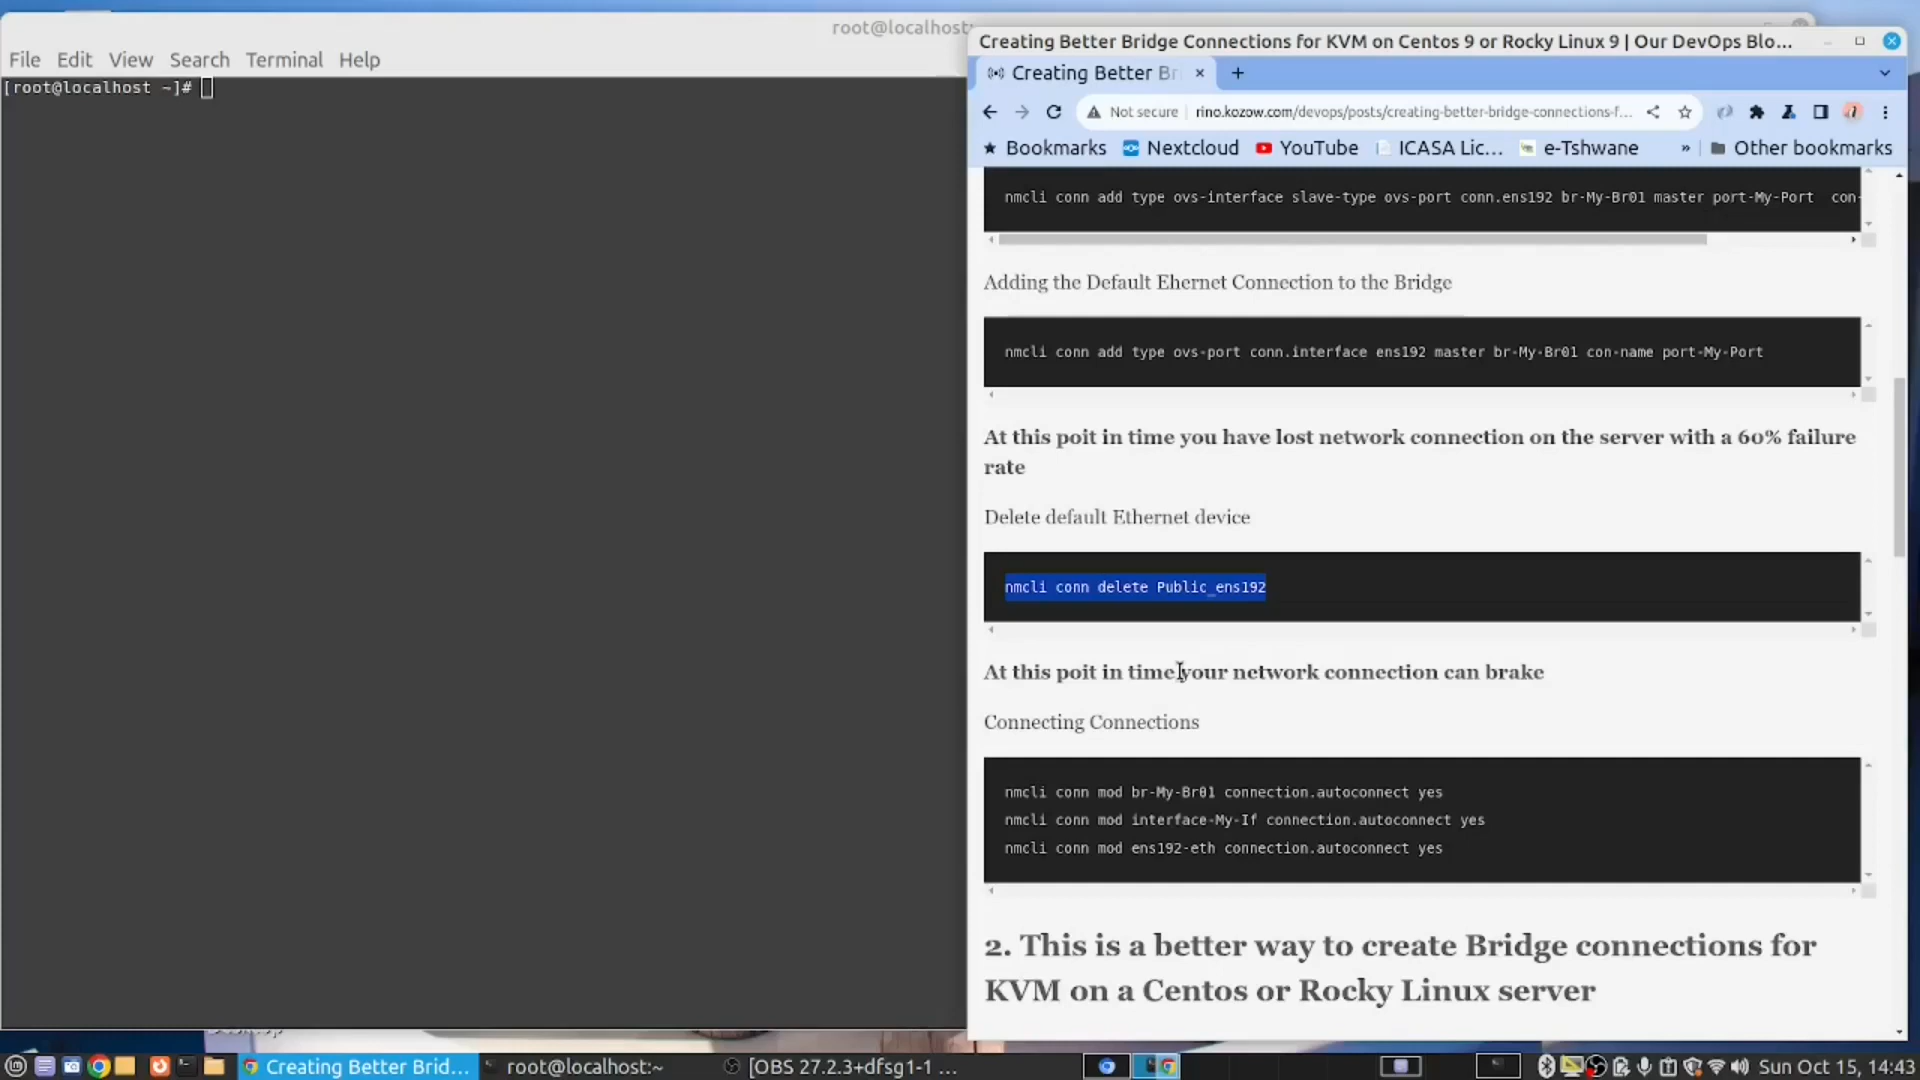 root@localhost:
File Edit View Search Terminal Help
[root@localhost ~]#
Creating Better Bridge Connections for KVM on Centos 9 or Rocky Linux 9 | Our DevOps Blo...
Creating Better Br
Not secure rino.kozow.com/devops/posts/creating-better-bridge-connections-f...
Bookmarks Nextcloud YouTube ICASA Lic... e-Tshwane » Other bookmarks
nmcli conn add type ovs-interface slave-type ovs-port conn.ens192 br-My-Br01 master port-My-Port con-
Adding the Default Ehernet Connection to the Bridge
nmcli conn add type ovs-port conn.interface ens192 master br-My-Br01 con-name port-My-Port
At this poit in time you have lost network connection on the server with a 60% failure
rate
Delete default Ethernet device
nmcli conn delete Public_ens192
At this poit in time your network connection can brake
Connecting Connections
nmcli conn mod br-My-Br01 connection.autoconnect yes
nmcli conn mod interface-My-If connection.autoconnect yes
nmcli conn mod ens192-eth connection.autoconnect yes
2. This is a better way to create Bridge connections for
KVM on a Centos or Rocky Linux server
Creating Better Brid... root@localhost:~ [OBS 27.2.3+dfsg1-1 ... Sun Oct 15, 14:43